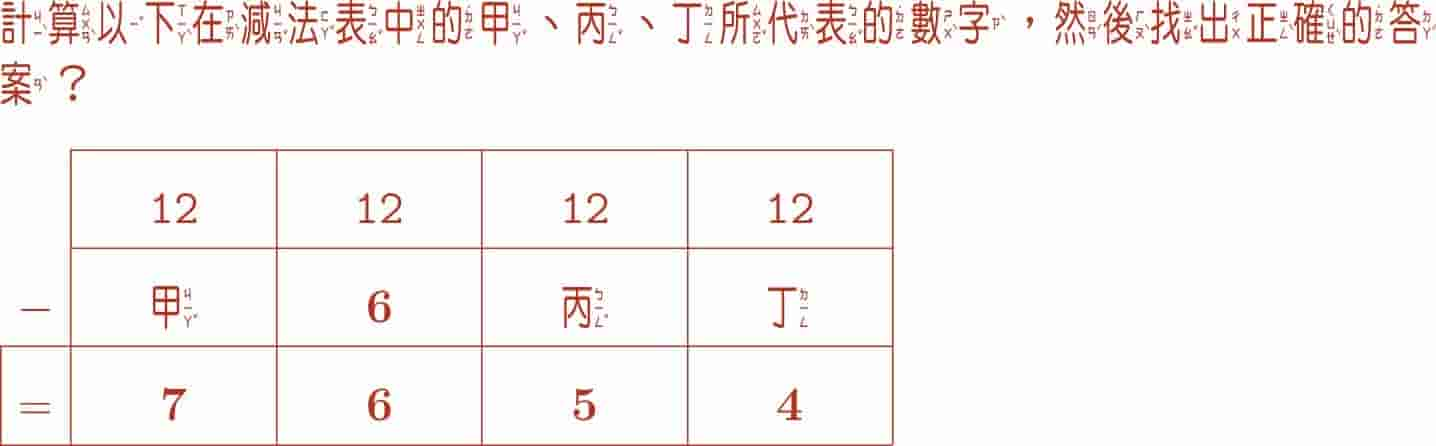 計算以下在減法表中的甲、丙、丁所代表的數字,然後找出正確的答
案?
12 12 12 12
− 甲 6 丙 丁
= 7 6 5 4